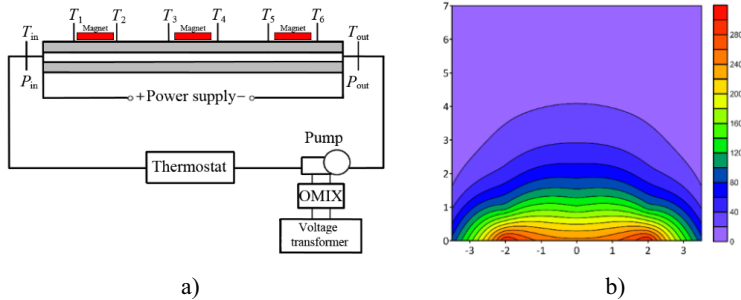 T1 Magnet T2 T3 Magnet T4 T5 Magnet T6
Tin Tout
Pin Pout
+Power supply−
Pump
Thermostat
OMIX
Voltage
transformer
a)
7
6
5
4
3
2
1
0
-3 -2 -1 0 1 2 3
280
240
200
160
120
80
40
0
b)